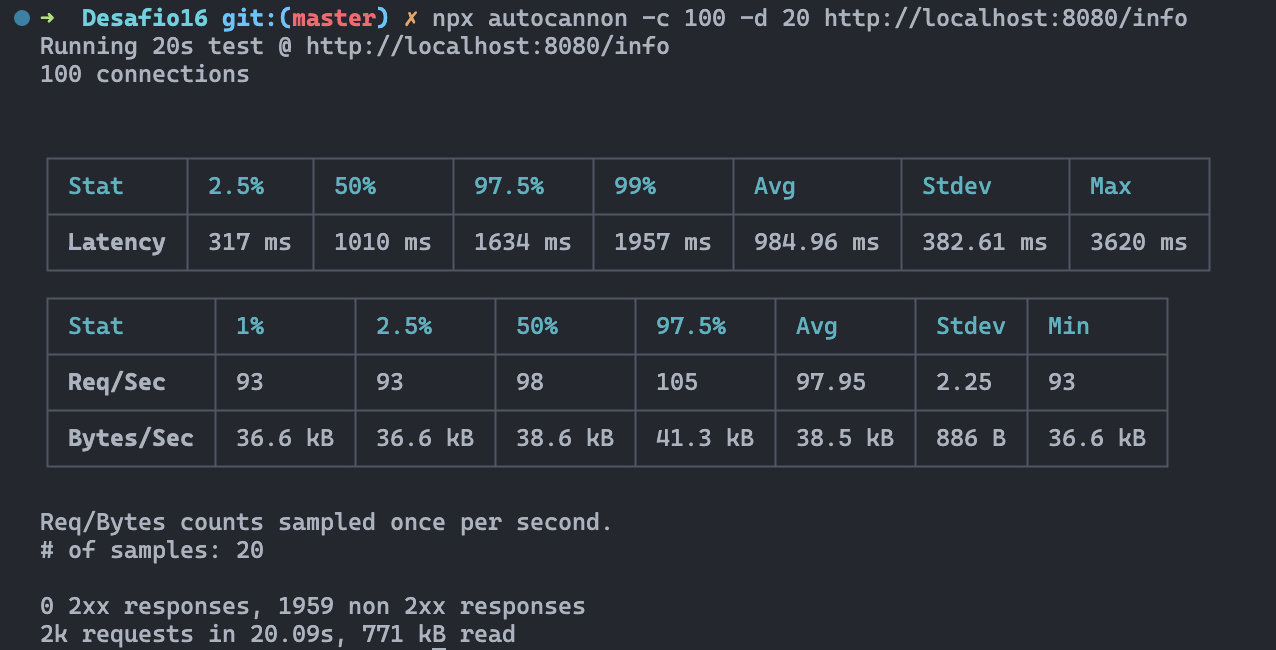 ➜ Desafio16 git:(master) ✗ npx autocannon -c 100 -d 20 http://localhost:8080/info
Running 20s test @ http://localhost:8080/info
100 connections
Stat 2.5% 50% 97.5% 99% Avg Stdev Max
Latency 317 ms 1010 ms 1634 ms 1957 ms 984.96 ms 382.61 ms 3620 ms
Stat 1% 2.5% 50% 97.5% Avg Stdev Min
Req/Sec 93 93 98 105 97.95 2.25 93
Bytes/Sec 36.6 kB 36.6 kB 38.6 kB 41.3 kB 38.5 kB 886 B 36.6 kB
Req/Bytes counts sampled once per second.
# of samples: 20
0 2xx responses, 1959 non 2xx responses
2k requests in 20.09s, 771 kB read